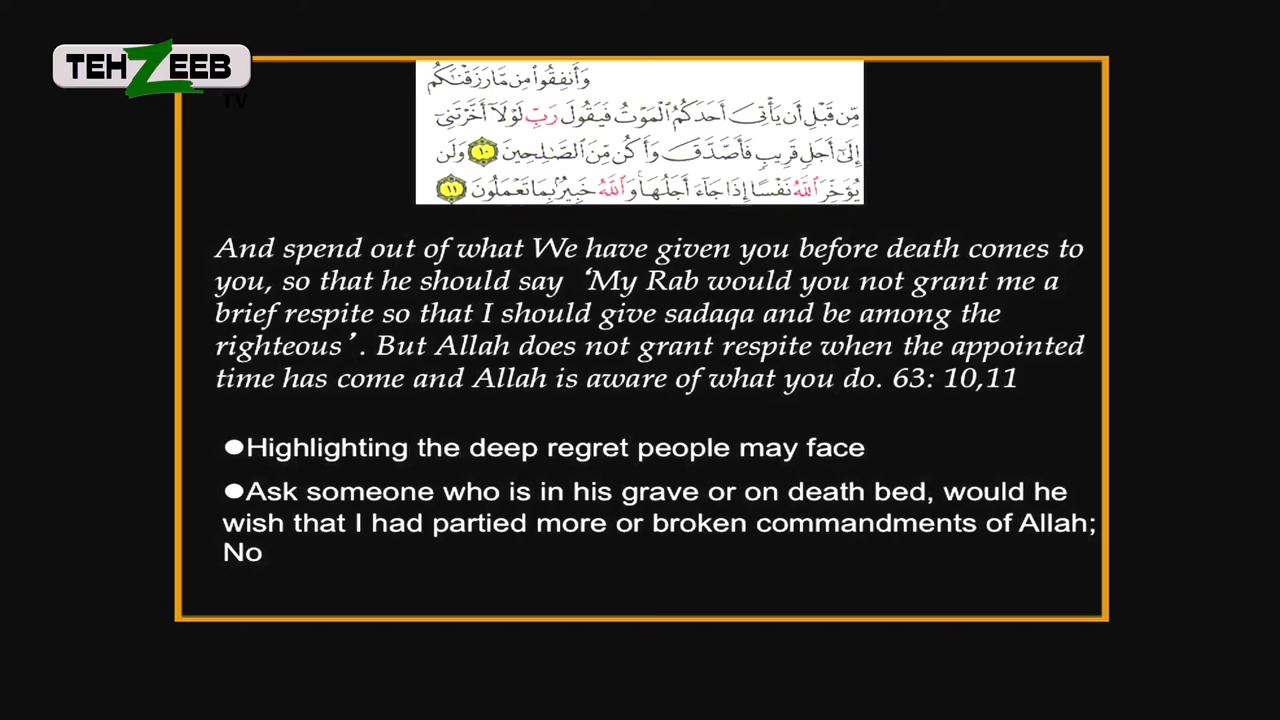 TEHZEEB
TV
وَأَنفِقُوا۟ مِن مَّا رَزَقْنَـٰكُم
مِّن قَبْلِ أَن يَأْتِىَ أَحَدَكُمُ ٱلْمَوْتُ فَيَقُولَ رَبِّ لَوْلَآ أَخَّرْتَنِىٓ
إِلَىٰٓ أَجَلٍ قَرِيبٍ فَأَصَّدَّقَ وَأَكُن مِّنَ ٱلصَّـٰلِحِينَ ١٠ وَلَن
يُؤَخِّرَ ٱللَّهُ نَفْسًا إِذَا جَآءَ أَجَلُهَا ۚ وَٱللَّهُ خَبِيرٌۢ بِمَا تَعْمَلُونَ ١١
And spend out of what We have given you before death comes to
you, so that he should say ‘My Rab would you not grant me a
brief respite so that I should give sadaqa and be among the
righteous’. But Allah does not grant respite when the appointed
time has come and Allah is aware of what you do. 63: 10,11
●Highlighting the deep regret people may face
●Ask someone who is in his grave or on death bed, would he
wish that I had partied more or broken commandments of Allah;
No